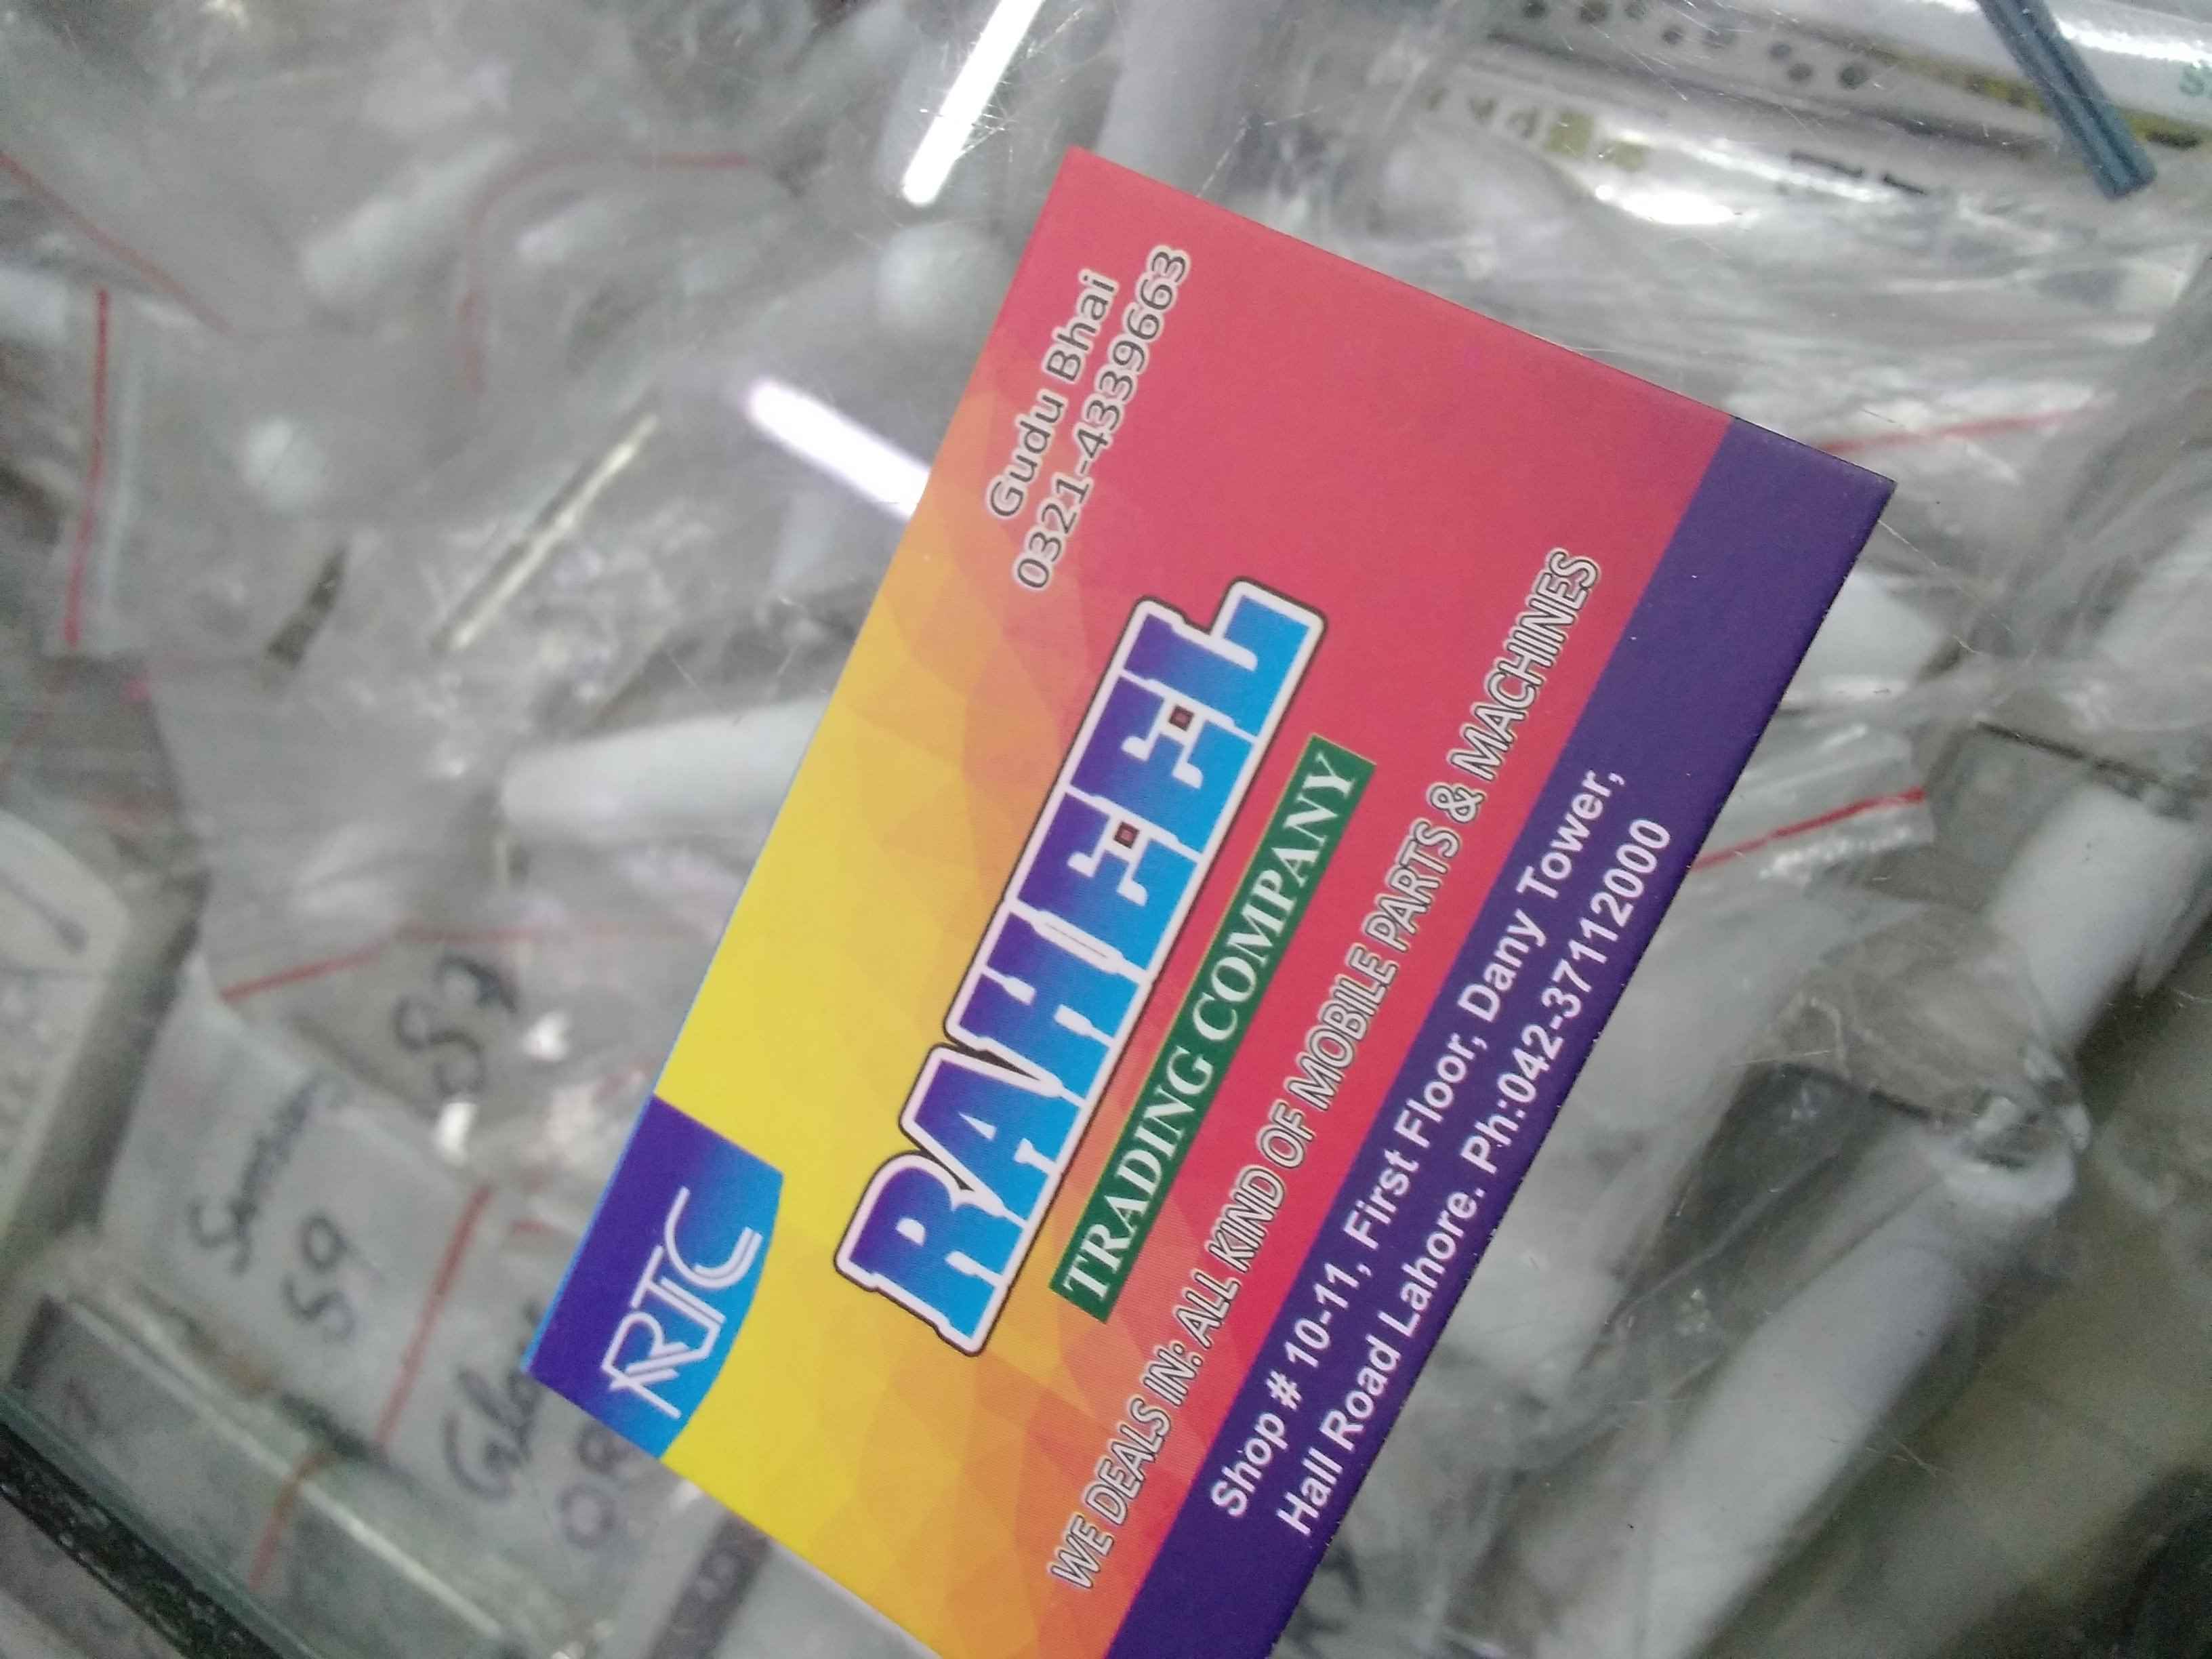 S9
S7
RTC
Gudu Bhai
0321-4339663
RAHEEL
TRADING COMPANY
WE DEALS IN: ALL KIND OF MOBILE PARTS & MACHINES
Shop # 10-11, First Floor, Dany Tower,
Hall Road Lahore. Ph:042-37112000